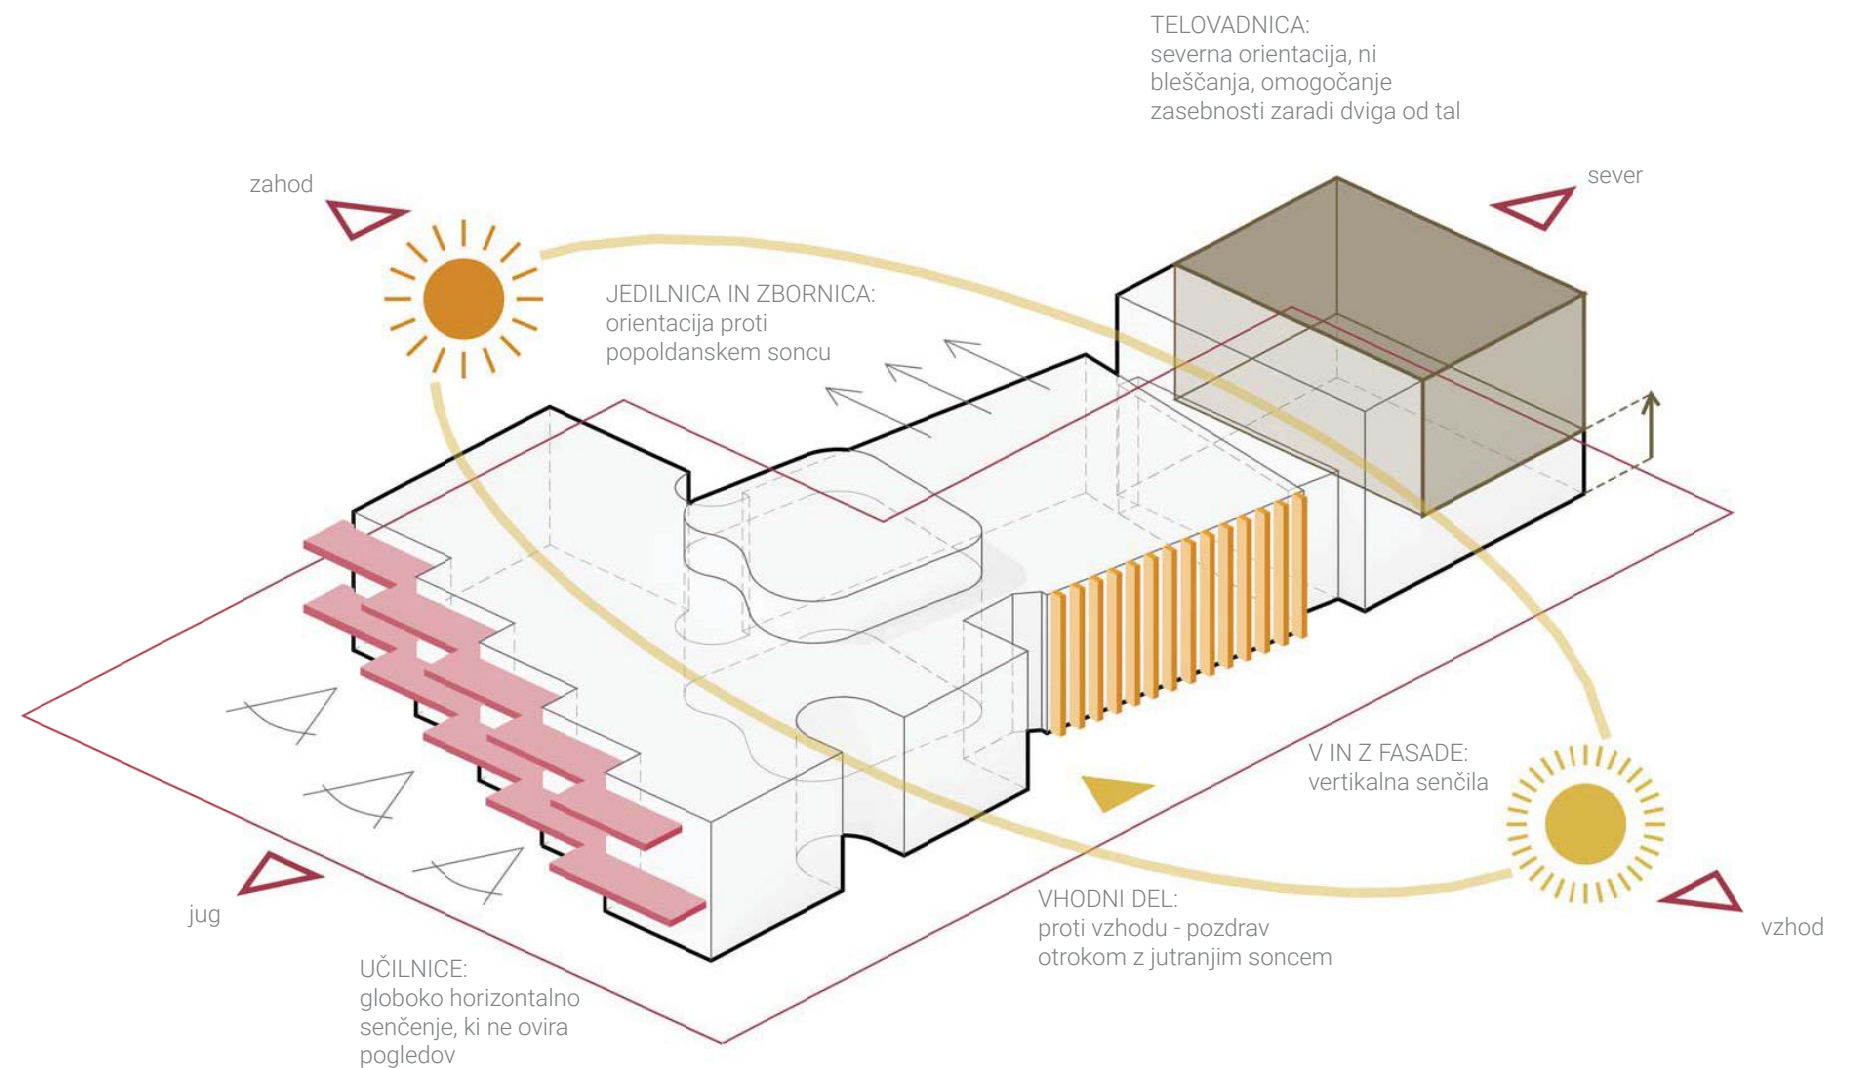 TELOVADNICA:
severna orientacija, ni
bleščanja, omogočanje
zasebnosti zaradi dviga od tal
zahod
sever
JEDILNICA IN ZBORNICA:
orientacija proti
popoldanskem soncu
V IN Z FASADE:
vertikalna senčila
VHODNI DEL:
proti vzhodu - pozdrav
otrokom z jutranjim soncem
jug
vzhod
UČILNICE:
globoko horizontalno
senčenje, ki ne ovira
pogledov